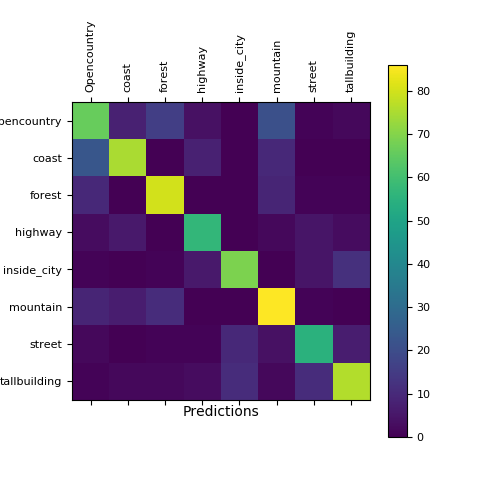 Opencountry
coast
forest
highway
inside_city
mountain
street
tallbuilding
pencountry
coast
forest
highway
inside_city
mountain
street
tallbuilding
Predictions
80
70
60
50
40
30
20
10
0